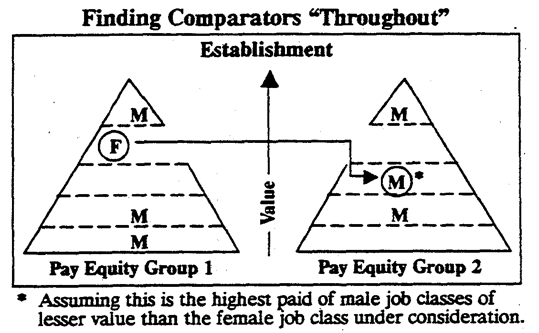 Finding Comparators “Throughout”
Establishment
M
M
F
M*
Value
M
M
M
Pay Equity Group 1
Pay Equity Group 2
* Assuming this is the highest paid of male job classes of
lesser value than the female job class under consideration.